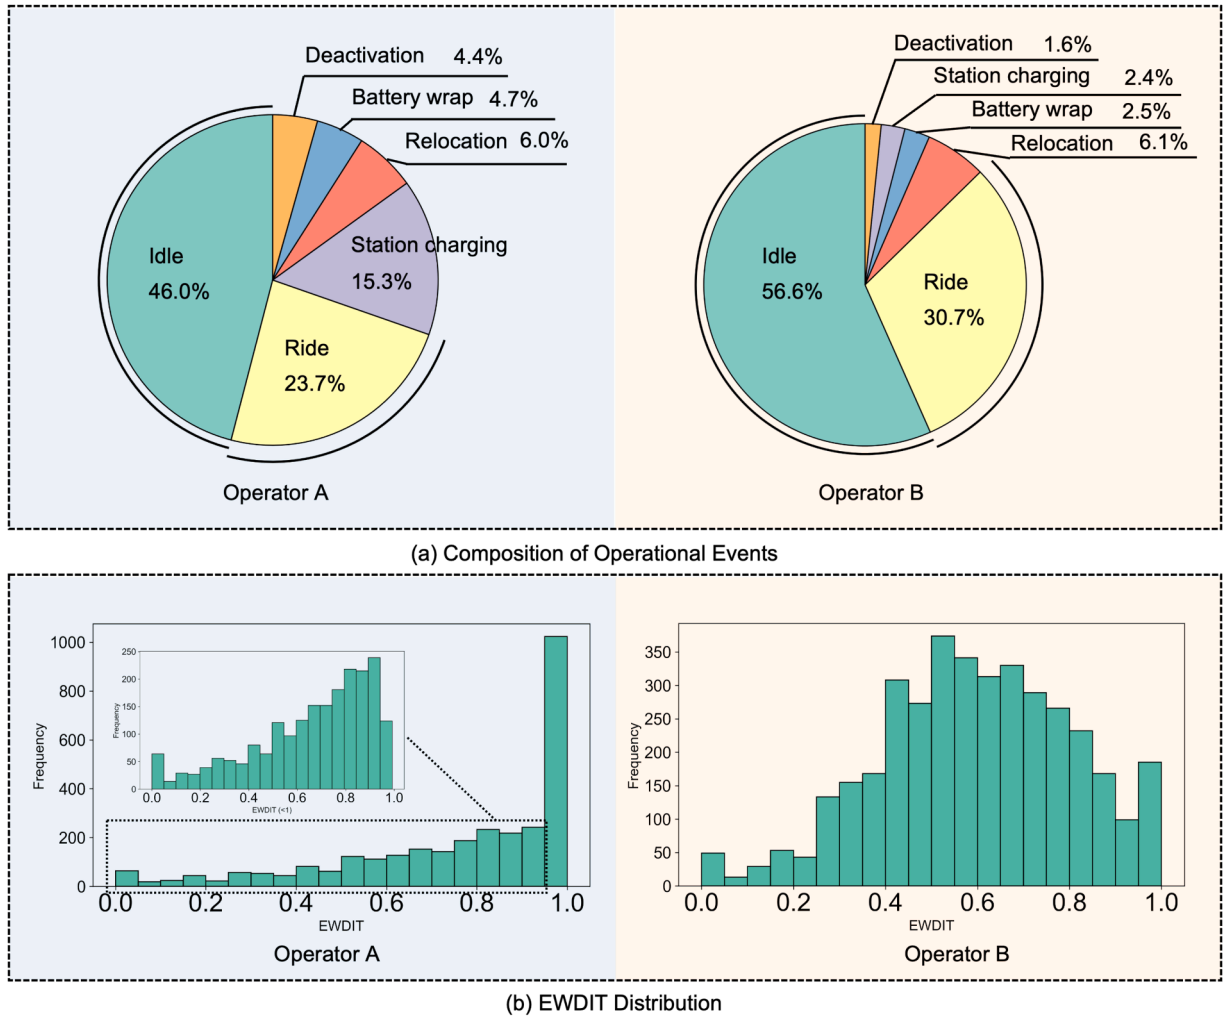 Deactivation 4.4%
Battery wrap 4.7%
Relocation 6.0%
Station charging
15.3%
Idle
46.0%
Ride
23.7%
Operator A
Deactivation 1.6%
Station charging 2.4%
Battery wrap 2.5%
Relocation 6.1%
Idle
56.6%
Ride
30.7%
Operator B
(a) Composition of Operational Events
1000
800
600
400
200
0
Frequency
0.0 0.2 0.4 0.6 0.8 1.0
EWDIT
250
200
150
100
50
0
Frequency
0.0 0.2 0.4 0.6 0.8 1.0
EWDIT (<1)
Operator A
350
300
250
200
150
100
50
0
Frequency
0.0 0.2 0.4 0.6 0.8 1.0
EWDIT
Operator B
(b) EWDIT Distribution